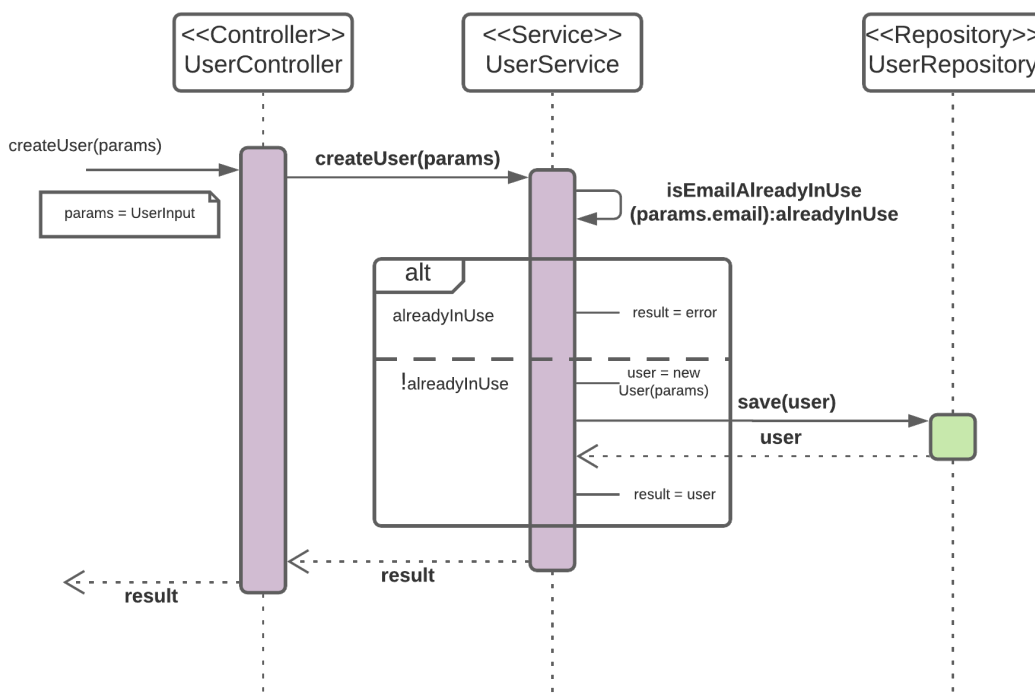 <<Controller>>
UserController
<<Service>>
UserService
<<Repository>>
UserRepository
createUser(params)
params = UserInput
createUser(params)
isEmailAlreadyInUse
(params.email):alreadyInUse
alt
alreadyInUse
result = error
!alreadyInUse
user = new
User(params)
save(user)
user
result = user
result
result